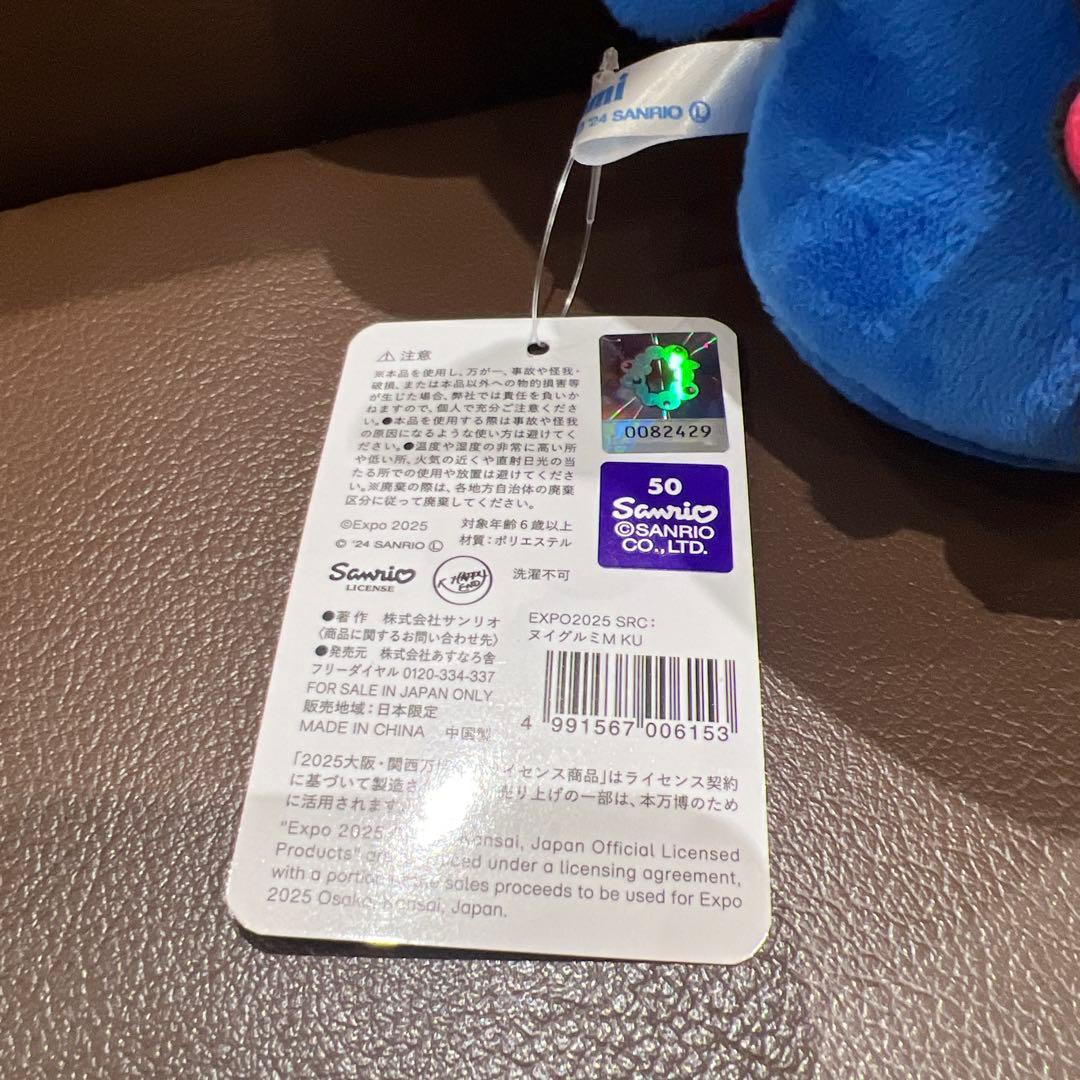 mi
'24 SANRIO Ⓛ
⚠ 注意
※本品を使用し、万が一、事故や怪我・
破損、または本品以外への物的損害等
が生じた場合、弊社では責任を負いか
ねますので、個人で充分ご注意くださ
い。●本品を使用する際は事故や怪我
の原因になるような使い方は避けてく
ださい。●温度や湿度の非常に高い所
や低い所、火気の近くや直射日光の当
たる所での使用や放置は避けてくださ
い。※廃棄の際は、各地方自治体の廃棄
区分に従って廃棄してください。
©Expo 2025 対象年齢6歳以上
© '24 SANRIO Ⓛ 材質：ポリエステル
Sanrio
LICENSE
HAPPY
END
洗濯不可
0082429
50
Sanrio
©SANRIO
CO.,LTD.
●著作 株式会社サンリオ
〈商品に関するお問い合わせ先〉
●発売元 株式会社あすなろ舎
フリーダイヤル 0120-334-337
FOR SALE IN JAPAN ONLY
販売地域：日本限定
MADE IN CHINA 中国製
EXPO2025 SRC：
ヌイグルミM KU
4 991567 006153
「2025大阪・関西万 イセンス商品」はライセンス契約
に基づいて製造さ り上げの一部は、本万博のため
に活用されます。
"Expo 2025 Kansai, Japan Official Licensed
Products" are under a licensing agreement,
with a portion sales proceeds to be used for Expo
2025 Osaka, Kansai, Japan.